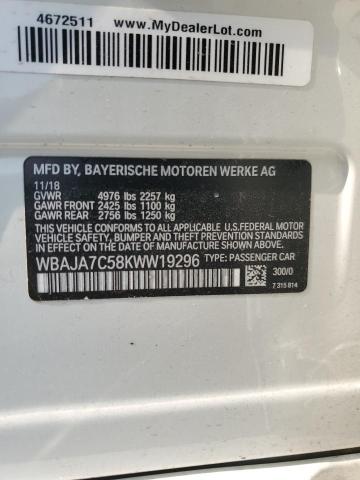 4672511
www.MyDealerLot.com
MFD BY, BAYERISCHE MOTOREN WERKE AG
11/18
GVWR 4976 lbs 2257 kg
GAWR FRONT 2425 lbs 1100 kg
GAWR REAR 2756 lbs 1250 kg
THIS VEHICLE CONFORMS TO ALL APPLICABLE U.S.FEDERAL MOTOR
VEHICLE SAFETY, BUMPER, AND THEFT PREVENTION STANDARDS
IN EFFECT ON THE DATE OF MANUFACTURE SHOWN ABOVE.
WBAJA7C58KWW19296 TYPE: PASSENGER CAR
300/0
7 315 814